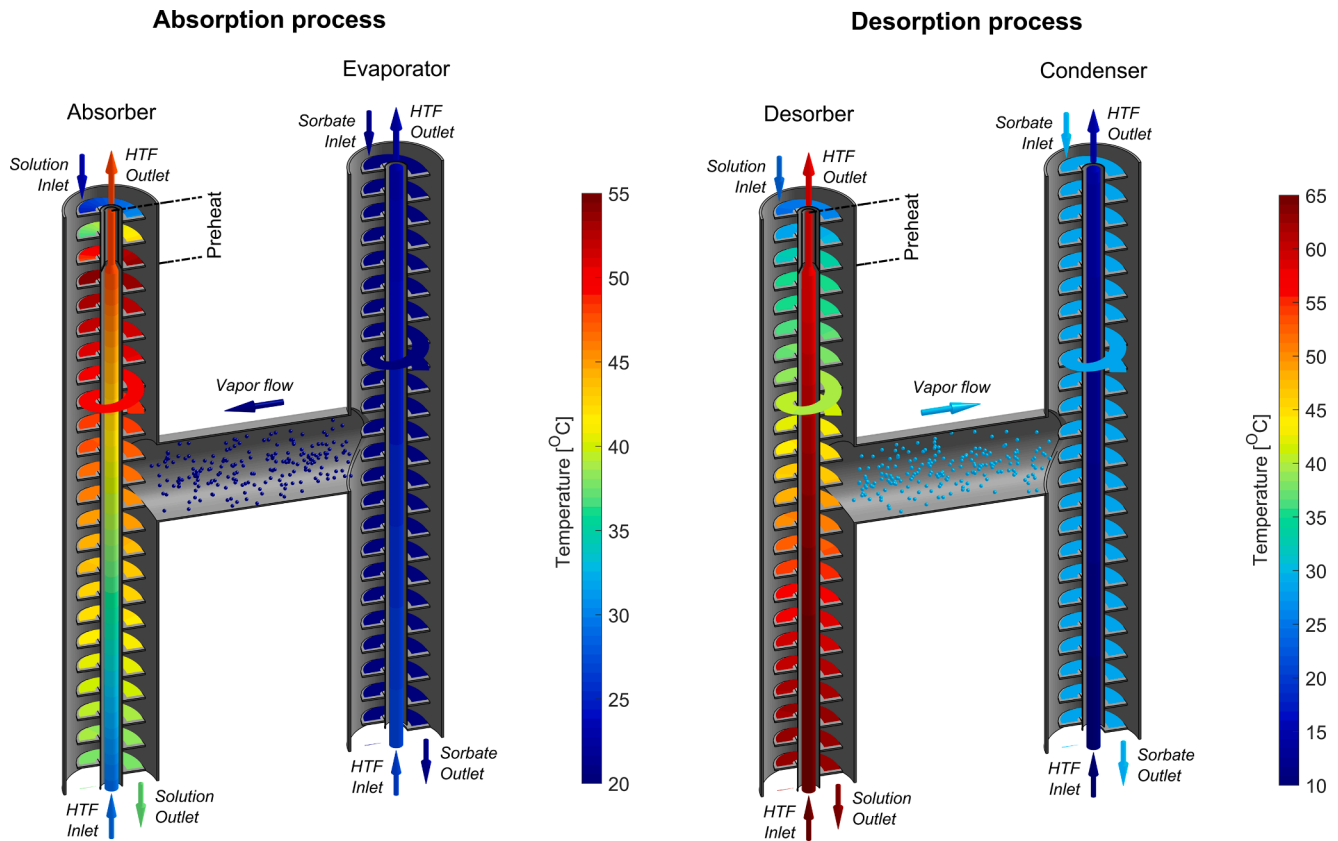 Absorption process
Evaporator
Absorber
Sorbate
Inlet
HTF
Outlet
Solution
Inlet
HTF
Outlet
Preheat
Vapor flow
HTF
Inlet
Solution
Outlet
HTF
Inlet
Sorbate
Outlet
Temperature [°C]
55
50
45
40
35
30
25
20
Desorption process
Condenser
Desorber
Sorbate
Inlet
HTF
Outlet
Solution
Inlet
HTF
Outlet
Preheat
Vapor flow
HTF
Inlet
Solution
Outlet
HTF
Inlet
Sorbate
Outlet
Temperature [°C]
65
60
55
50
45
40
35
30
25
20
15
10